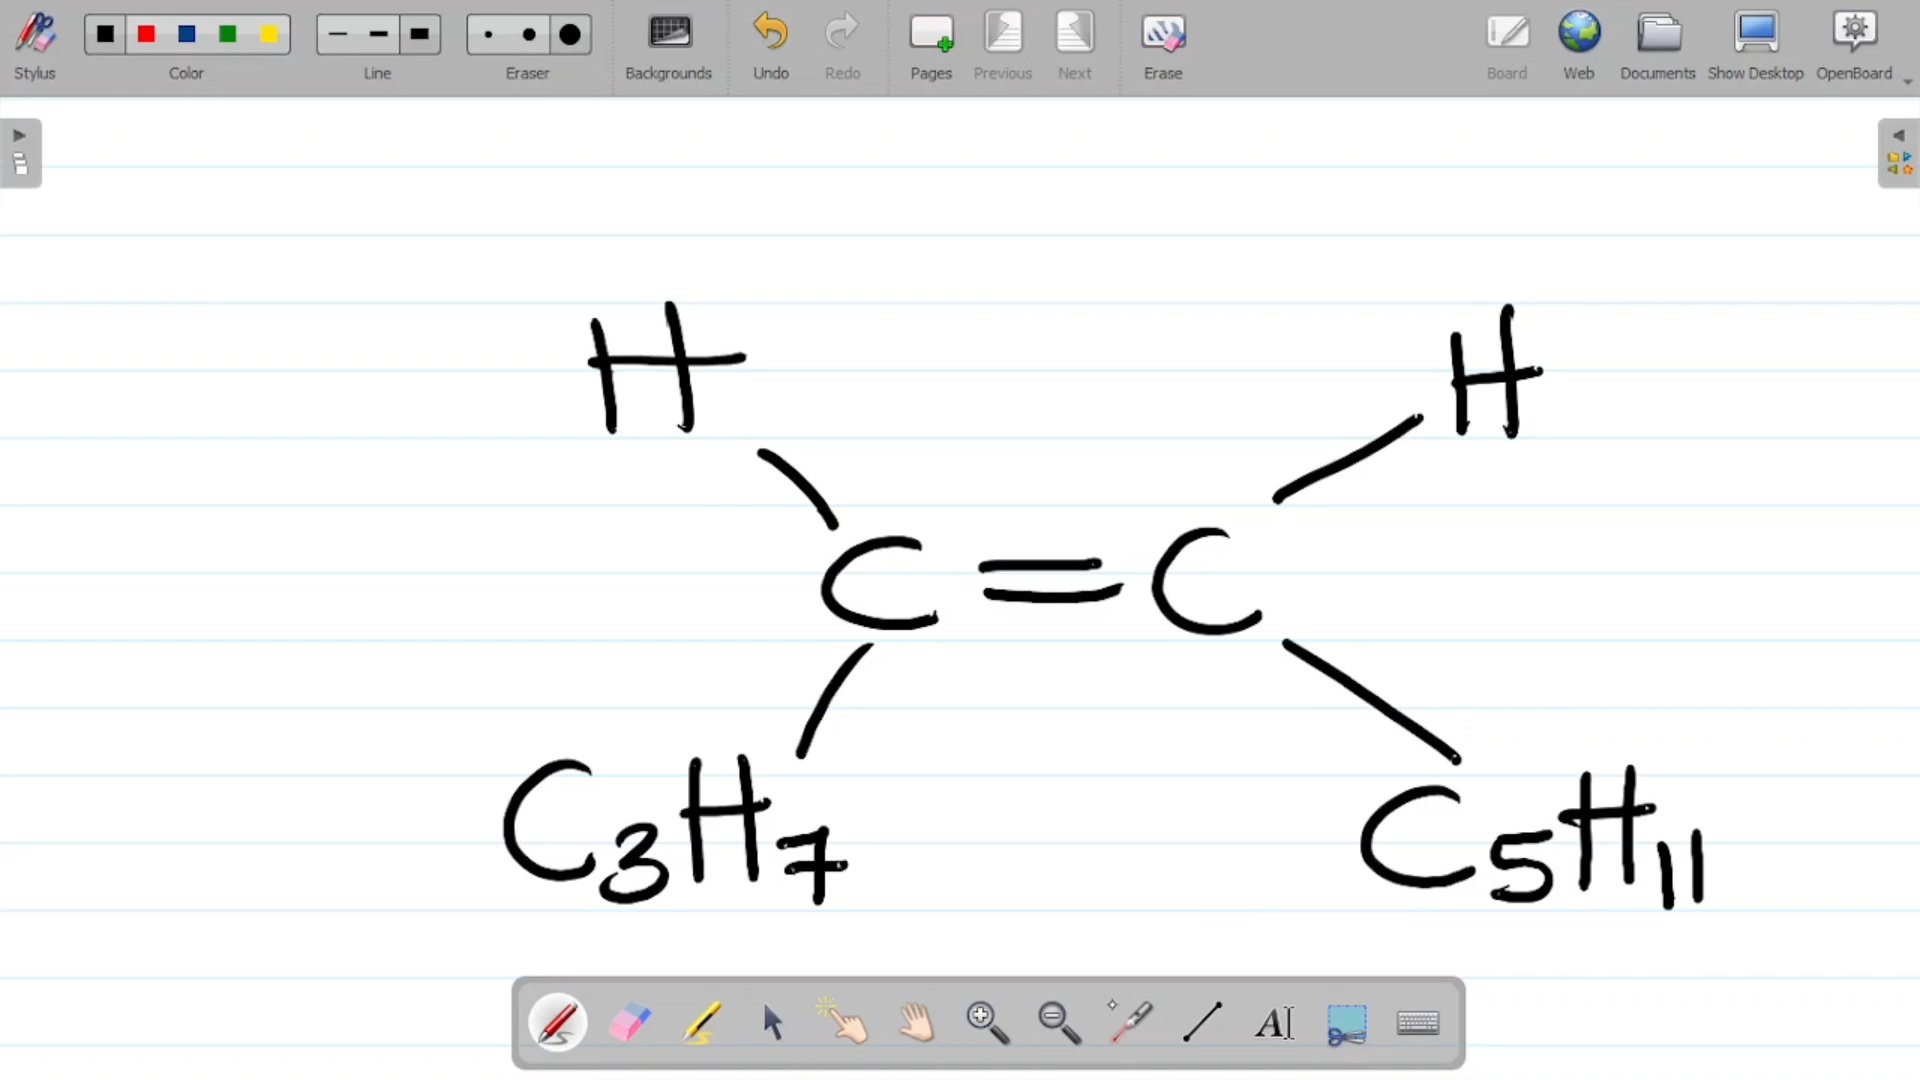 Stylus Color Line Eraser Backgrounds Undo Redo Pages Previous Next Erase Board Web Documents Show Desktop OpenBoard
H H
C = C
C₃H₇ C₅H₁₁
AI